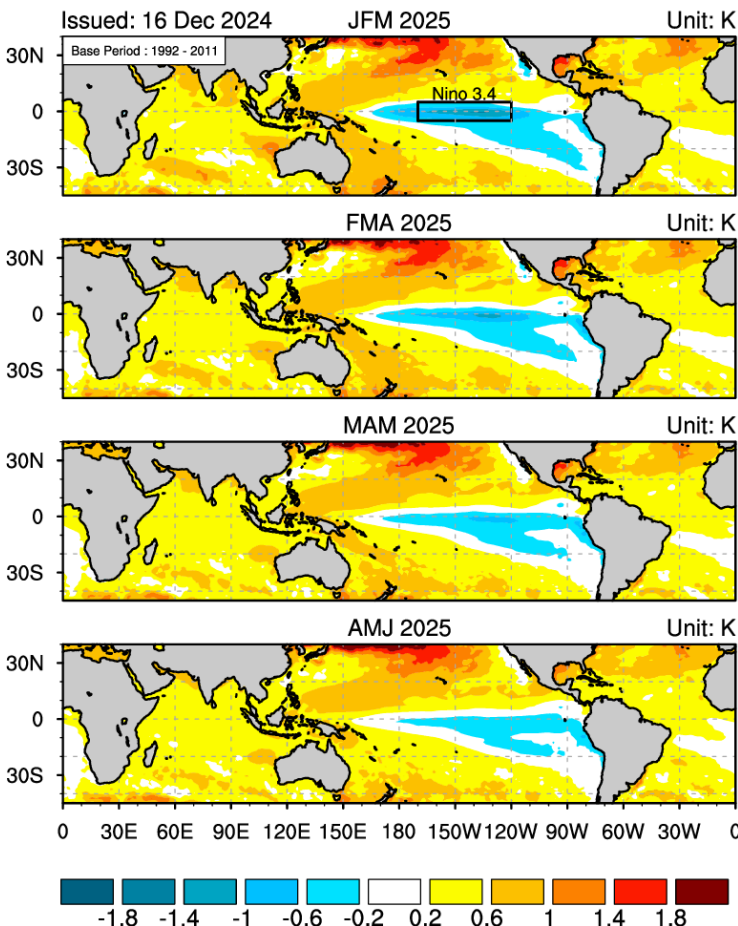 Issued: 16 Dec 2024 JFM 2025 Unit: K
Base Period : 1992 - 2011
30N
Nino 3.4
0
30S
FMA 2025 Unit: K
30N
0
30S
MAM 2025 Unit: K
30N
0
30S
AMJ 2025 Unit: K
30N
0
30S
0 30E 60E 90E 120E 150E 180 150W 120W 90W 60W 30W 0
-1.8 -1.4 -1 -0.6 -0.2 0.2 0.6 1 1.4 1.8